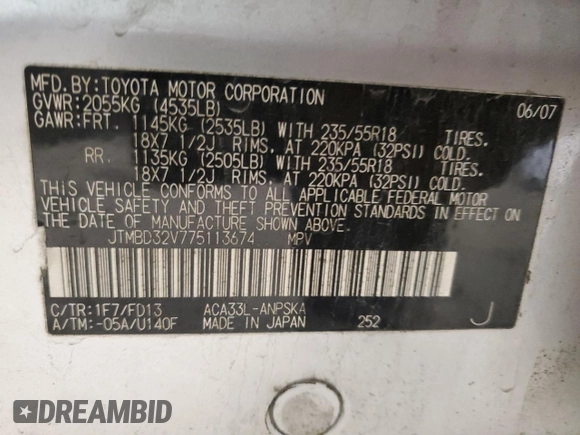 MFD.BY:TOYOTA MOTOR CORPORATION 06/07
GVWR:2055KG (4535LB)
GAWR:FRT. 1145KG (2535LB) WITH 235/55R18 TIRES.
18X7 1/2J RIMS. AT 220KPA (32PSI) COLD.
RR. 1135KG (2505LB) WITH 235/55R18 TIRES.
18X7 1/2J RIMS. AT 220KPA (32PSI) COLD.
THIS VEHICLE CONFORMS TO ALL APPLICABLE FEDERAL MOTOR
VEHICLE SAFETY AND THEFT PREVENTION STANDARDS IN EFFECT ON
THE DATE OF MANUFACTURE SHOWN ABOVE.
JTMBD32V775113674 MPV
C/TR:1F7/FD13 ACA33L-ANPSKA
A/TM:-05A/U140F MADE IN JAPAN 252 J
DREAMBID